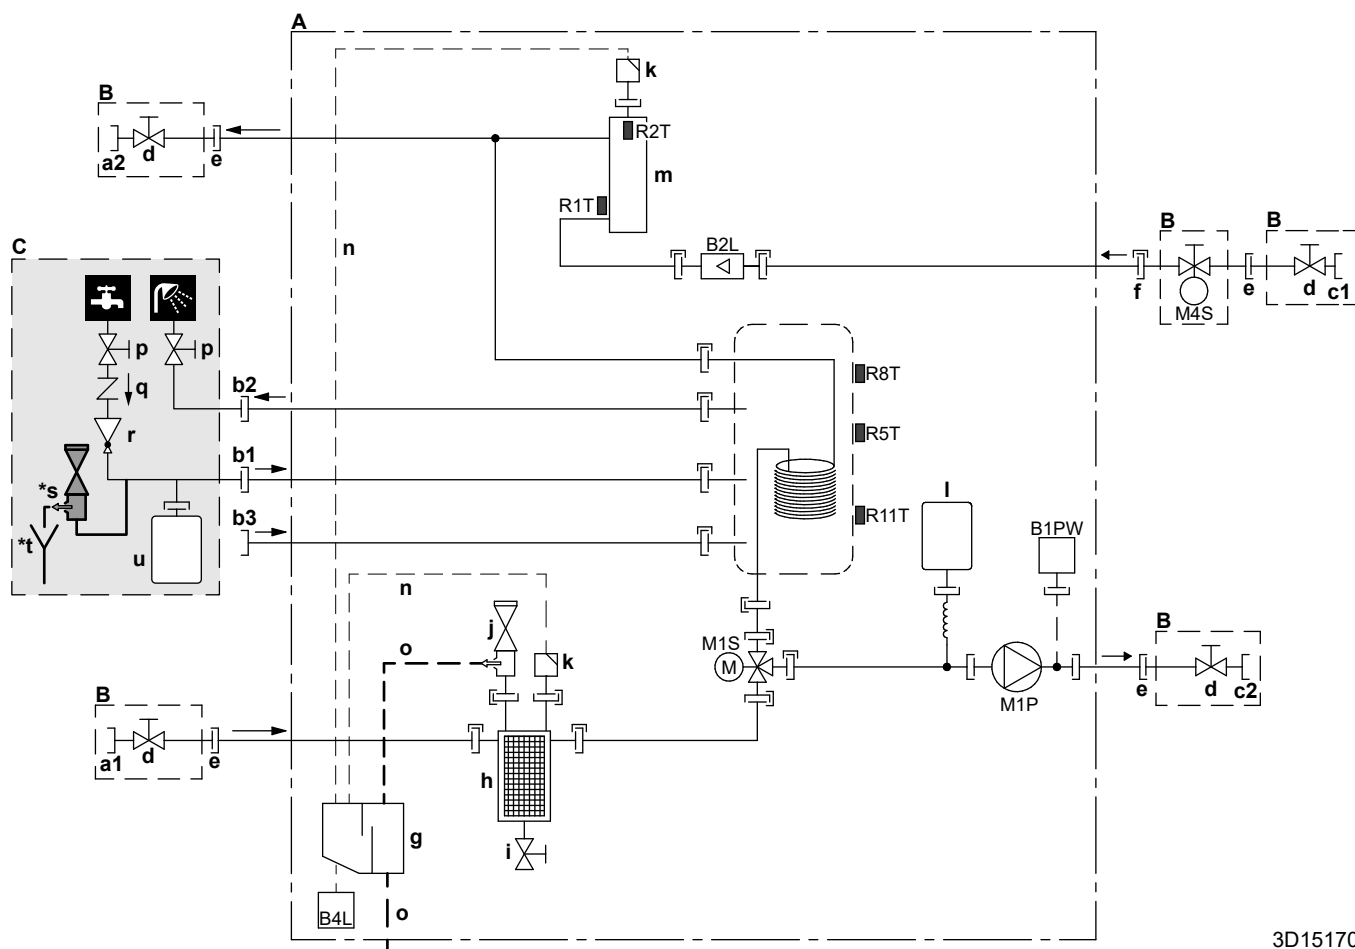 A
k
B
R2T
a2
d
e
m
R1T
B
B
C
n
B2L
f
e
d
c1
M4S
p
p
R8T
b2
q
r
R5T
b1
*s
l
R11T
b3
B1PW
*t
u
n
j
B
M1S
o
k
M
e
d
c2
B
M1P
a1
d
e
h
g
i
B4L
o
3D15170